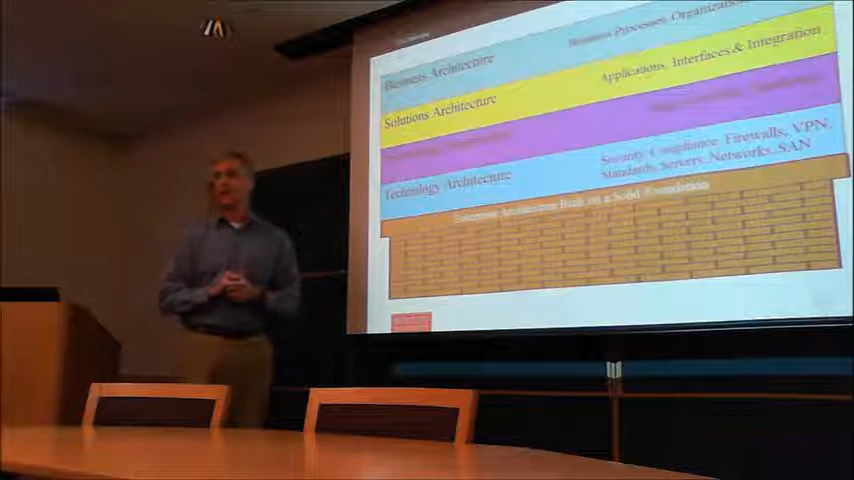 Business Architecture
Business Processes, Organization
Solutions Architecture
Applications, Interfaces & Integration
Technology Architecture
Security, Compliance, Firewalls, VPN,
Standards, Servers, Networks, SAN
Enterprise Architecture Built on a Solid Foundation